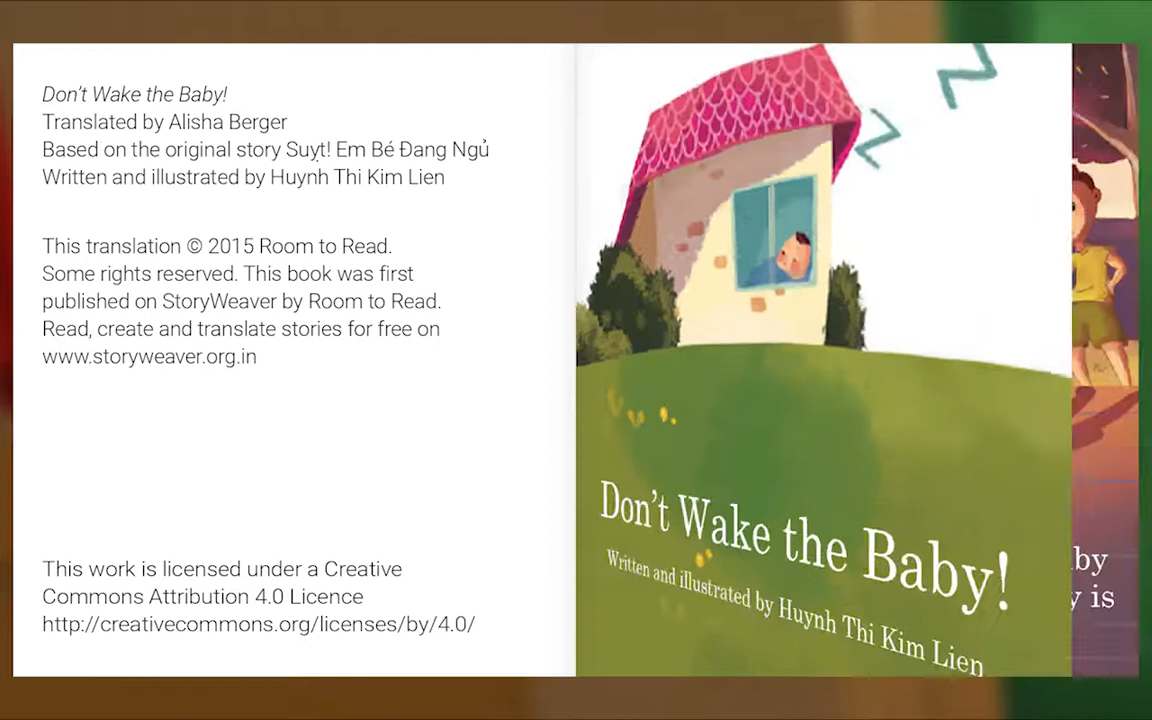 Don't Wake the Baby!
Translated by Alisha Berger
Based on the original story Suỵt! Em Bé Đang Ngủ
Written and illustrated by Huynh Thi Kim Lien
This translation © 2015 Room to Read.
Some rights reserved. This book was first
published on StoryWeaver by Room to Read.
Read, create and translate stories for free on
www.storyweaver.org.in
This work is licensed under a Creative
Commons Attribution 4.0 Licence
http://creativecommons.org/licenses/by/4.0/
Z
Z
Don't Wake the Baby!
Written and illustrated by Huynh Thi Kim Lien
by
is